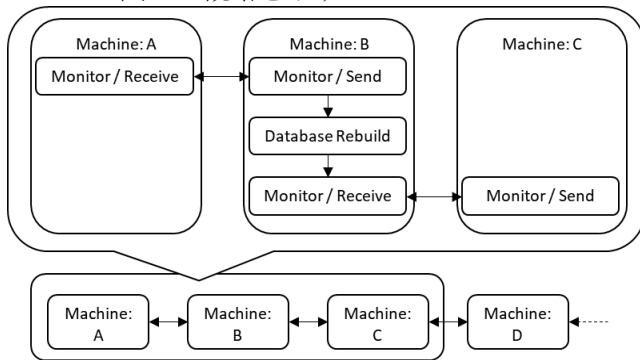 Machine: A
Machine: B
Machine: C
Monitor / Receive
Monitor / Send
Database Rebuild
Monitor / Receive
Monitor / Send
Machine:
A
Machine:
B
Machine:
C
Machine:
D